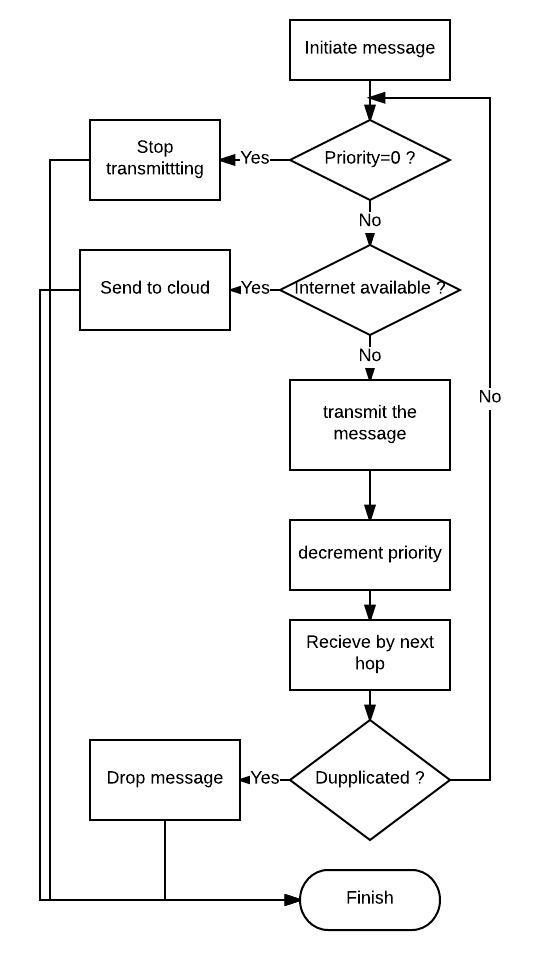 Initiate message
Stop
transmittting
Yes
Priority=0 ?
No
Send to cloud
Yes
Internet available ?
No
transmit the
message
No
decrement priority
Recieve by next
hop
Drop message
Yes
Dupplicated ?
Finish